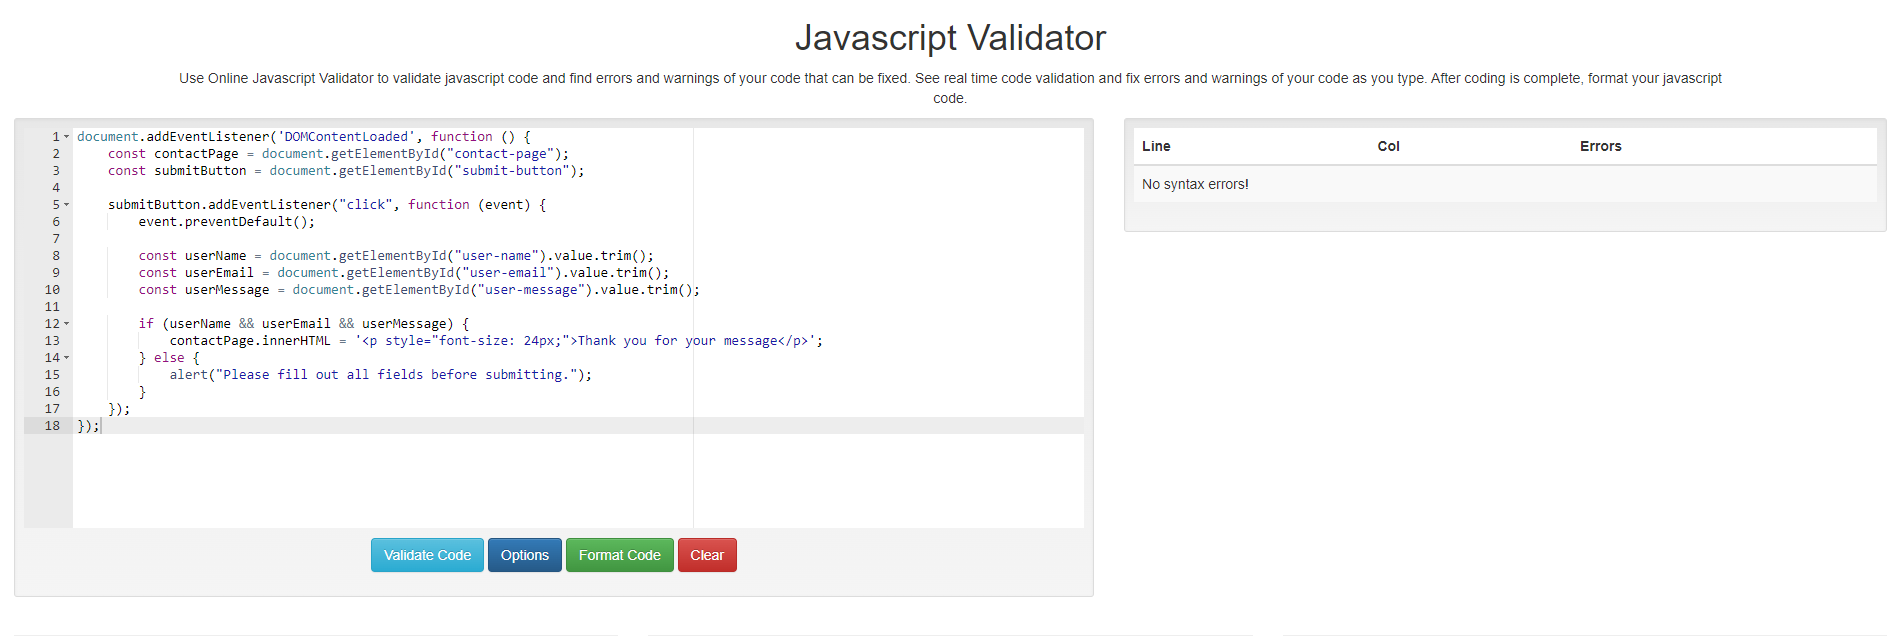 Javascript Validator
Use Online Javascript Validator to validate javascript code and find errors and warnings of your code that can be fixed. See real time code validation and fix errors and warnings of your code as you type. After coding is complete, format your javascript
code.
1 document.addEventListener('DOMContentLoaded', function () {
2     const contactPage = document.getElementById("contact-page");
3     const submitButton = document.getElementById("submit-button");
4
5     submitButton.addEventListener("click", function (event) {
6         event.preventDefault();
7
8         const userName = document.getElementById("user-name").value.trim();
9         const userEmail = document.getElementById("user-email").value.trim();
10         const userMessage = document.getElementById("user-message").value.trim();
11
12         if (userName && userEmail && userMessage) {
13             contactPage.innerHTML = '<p style="font-size: 24px;">Thank you for your message</p>';
14         } else {
15             alert("Please fill out all fields before submitting.");
16         }
17     });
18 });
Validate Code Options Format Code Clear
Line Col Errors
No syntax errors!